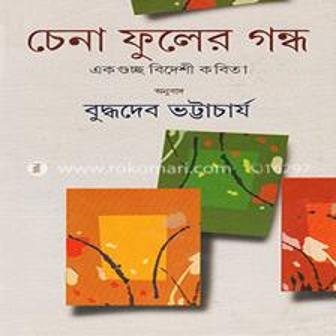 চেনা ফুলের গন্ধ
একগুচ্ছ বিদেশী কবিতা
অনুবাদ
বুদ্ধদেব ভট্টাচার্য
www.rokomari.com